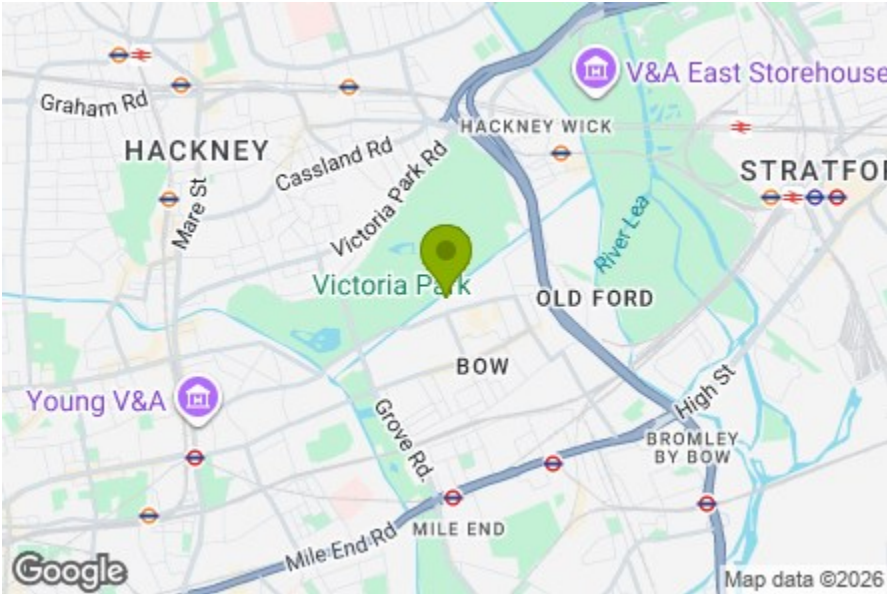 V&A East Storehouse
Graham Rd
HACKNEY WICK
HACKNEY
Cassland Rd
STRATFOR
Mare St
Victoria Park Rd
River Lea
Victoria Park
OLD FORD
BOW
Young V&A
High St
Grove Rd.
BROMLEY
BY BOW
MILE END
Mile End Rd
Google
Map data ©2026